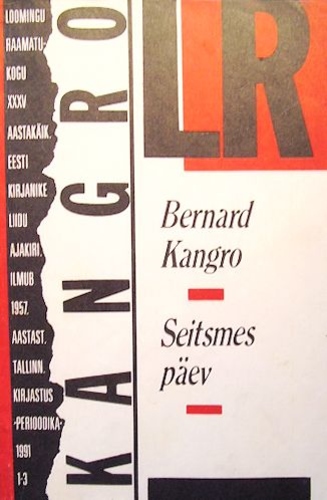 LOOMINGU
RAAMATU-
KOGU
XXXV
AASTAKÄIK.
EESTI
KIRJANIKE
LIIDU
AJAKIRI.
ILMUB
1957.
AASTAST.
TALLINN.
KIRJASTUS
«PERIOODIKA»
1991
1-3
KANGRO
LR
Bernard
Kangro
Seitsmes
päev